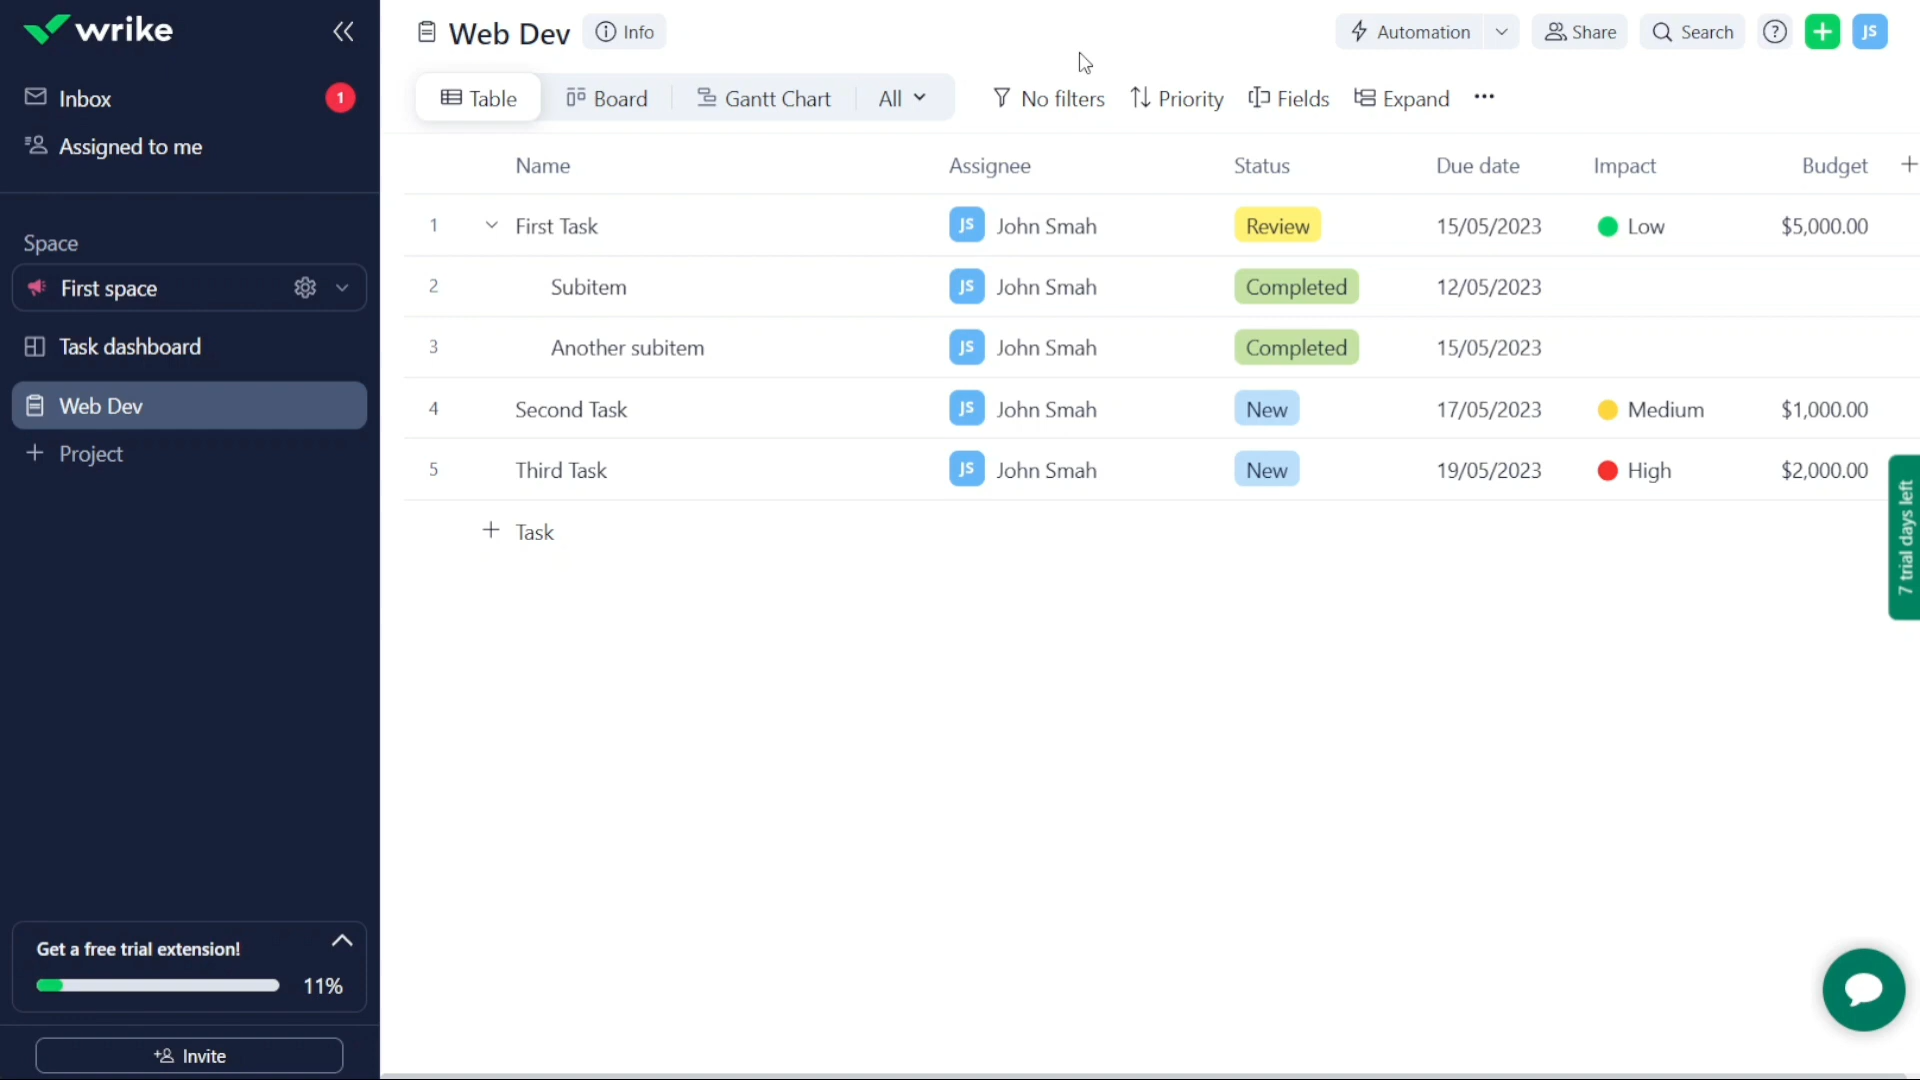 wrike
Inbox 1
Assigned to me
Space
First space
Task dashboard
Web Dev
+ Project
Get a free trial extension!
11%
Invite
Web Dev Info
Automation Share Search ? + JS
Table Board Gantt Chart All No filters Priority Fields Expand ...
Name Assignee Status Due date Impact Budget +
1 First Task JS John Smah Review 15/05/2023 Low $5,000.00
2 Subitem JS John Smah Completed 12/05/2023
3 Another subitem JS John Smah Completed 15/05/2023
4 Second Task JS John Smah New 17/05/2023 Medium $1,000.00
5 Third Task JS John Smah New 19/05/2023 High $2,000.00
+ Task
7 trial days left